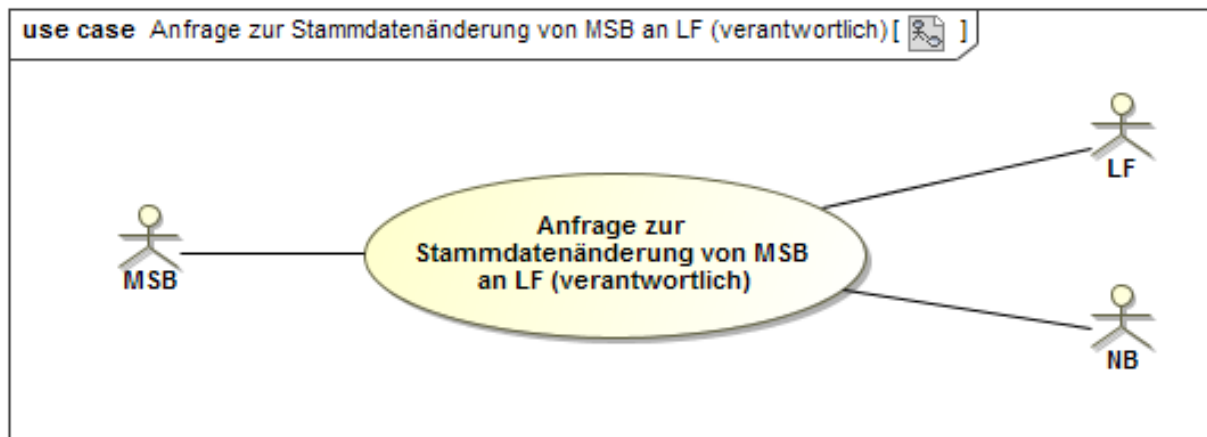 use case Anfrage zur Stammdatenänderung von MSB an LF (verantwortlich) [ ]
LF
Anfrage zur
Stammdatenänderung von MSB
an LF (verantwortlich)
MSB
NB